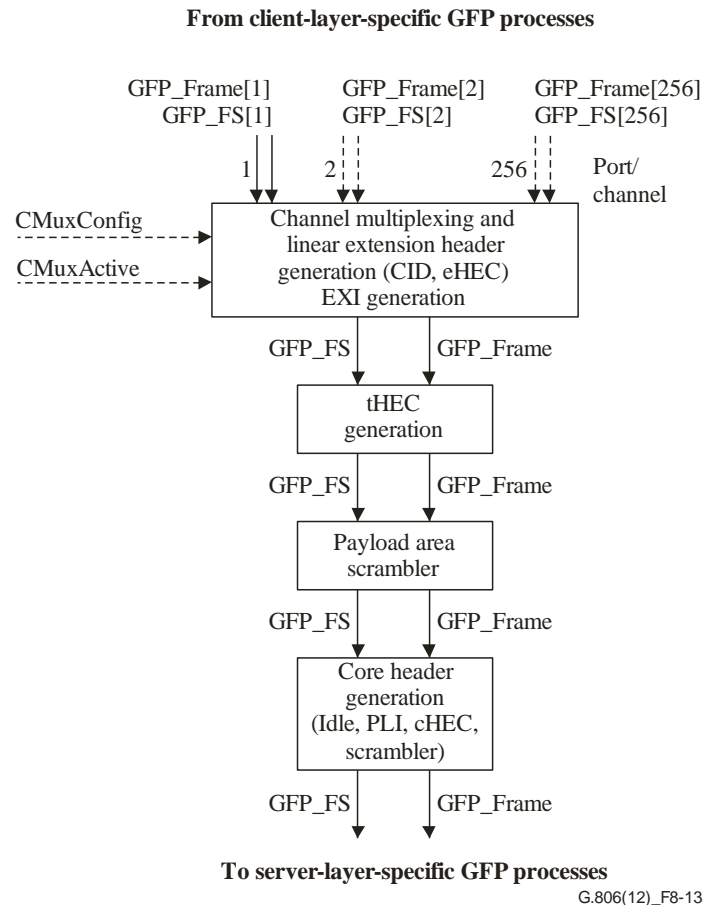 From client-layer-specific GFP processes
GFP_Frame[1] GFP_Frame[2] GFP_Frame[256]
GFP_FS[1] GFP_FS[2] GFP_FS[256]
1 2 256 Port/
channel
CMuxConfig
CMuxActive
Channel multiplexing and
linear extension header
generation (CID, eHEC)
EXI generation
GFP_FS GFP_Frame
tHEC
generation
GFP_FS GFP_Frame
Payload area
scrambler
GFP_FS GFP_Frame
Core header
generation
(Idle, PLI, cHEC,
scrambler)
GFP_FS GFP_Frame
To server-layer-specific GFP processes
G.806(12)_F8-13